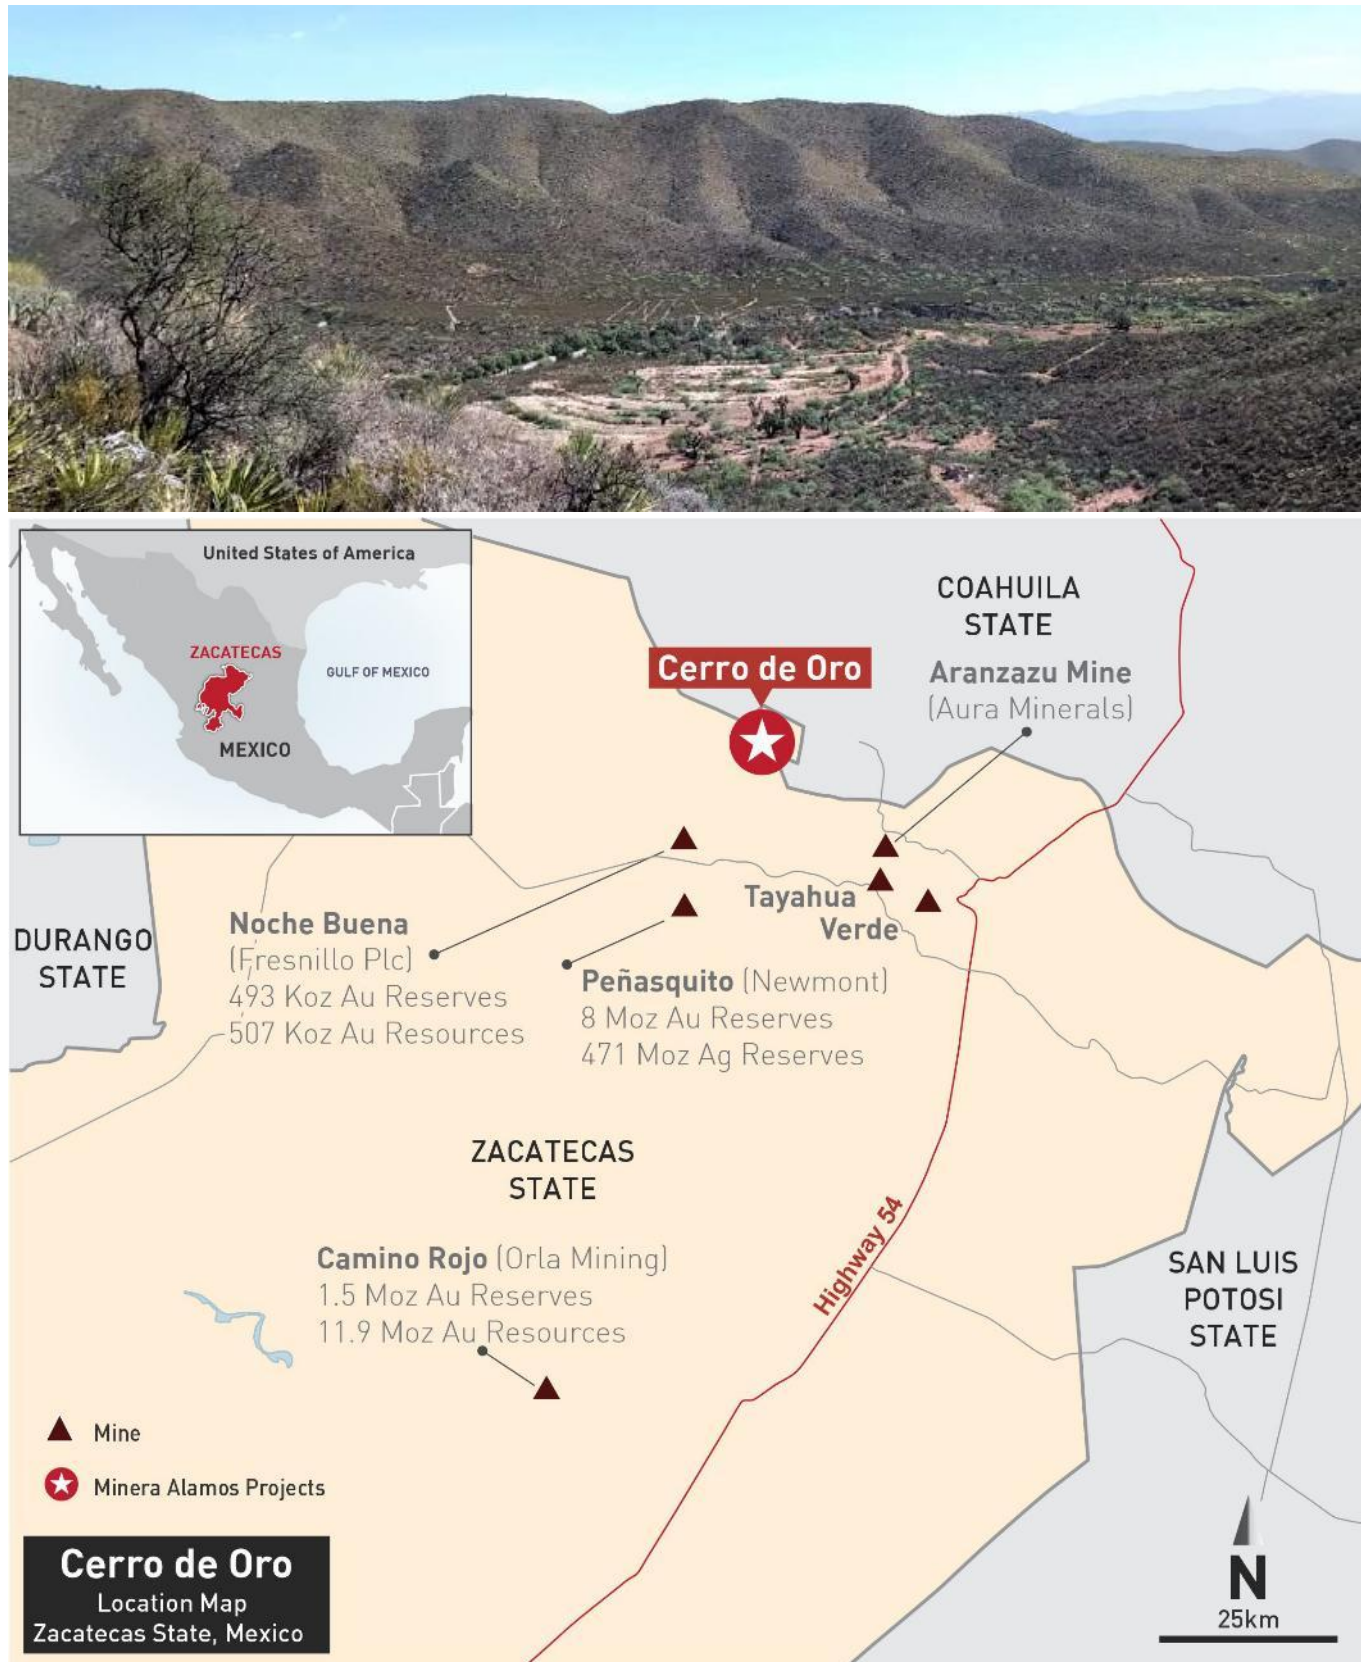 United States of America
ZACATECAS
GULF OF MEXICO
MEXICO
COAHUILA
STATE
Cerro de Oro
Aranzazu Mine
(Aura Minerals)
Tayahua
Verde
Noche Buena
(Fresnillo Plc)
493 Koz Au Reserves
507 Koz Au Resources
DURANGO
STATE
Peñasquito (Newmont)
8 Moz Au Reserves
471 Moz Ag Reserves
ZACATECAS
STATE
Highway 54
Camino Rojo (Orla Mining)
1.5 Moz Au Reserves
11.9 Moz Au Resources
SAN LUIS
POTOSI
STATE
Mine
Minera Alamos Projects
Cerro de Oro
Location Map
Zacatecas State, Mexico
N
25km